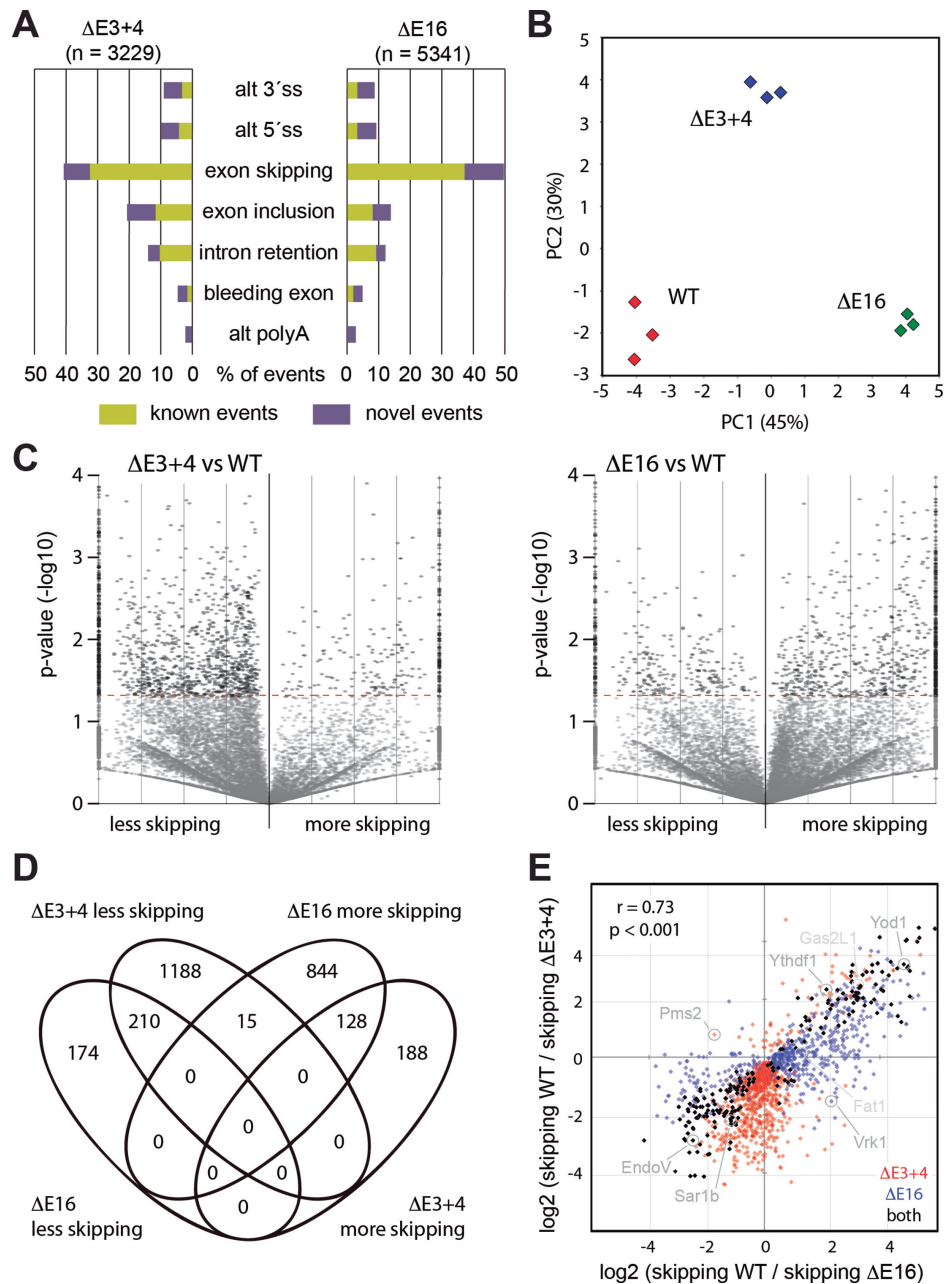 A
ΔE3+4
(n = 3229)
ΔE16
(n = 5341)
alt 3´ss
alt 5´ss
exon skipping
exon inclusion
intron retention
bleeding exon
alt polyA
50 40 30 20 10 0 % of events 0 10 20 30 40 50
known events novel events
B
5
4
3
2
1
0
-1
-2
-3
PC2 (30%)
ΔE3+4
WT
ΔE16
-5 -4 -3 -2 -1 0 1 2 3 4 5
PC1 (45%)
C
ΔE3+4 vs WT
4
3
2
1
0
p-value (-log10)
less skipping more skipping
ΔE16 vs WT
4
3
2
1
0
p-value (-log10)
less skipping more skipping
D
ΔE3+4 less skipping ΔE16 more skipping
1188 844
210 15 128
174 188
0 0
0 0
0 0
0
ΔE16
less skipping
ΔE3+4
more skipping
E
r = 0.73
p < 0.001
Yod1
Gas2L1
Ythdf1
Pms2
Fat1
Vrk1
EndoV
Sar1b
ΔE3+4
ΔE16
both
4
2
0
-2
-4
log2 (skipping WT / skipping ΔE3+4)
-4 -2 0 2 4
log2 (skipping WT / skipping ΔE16)